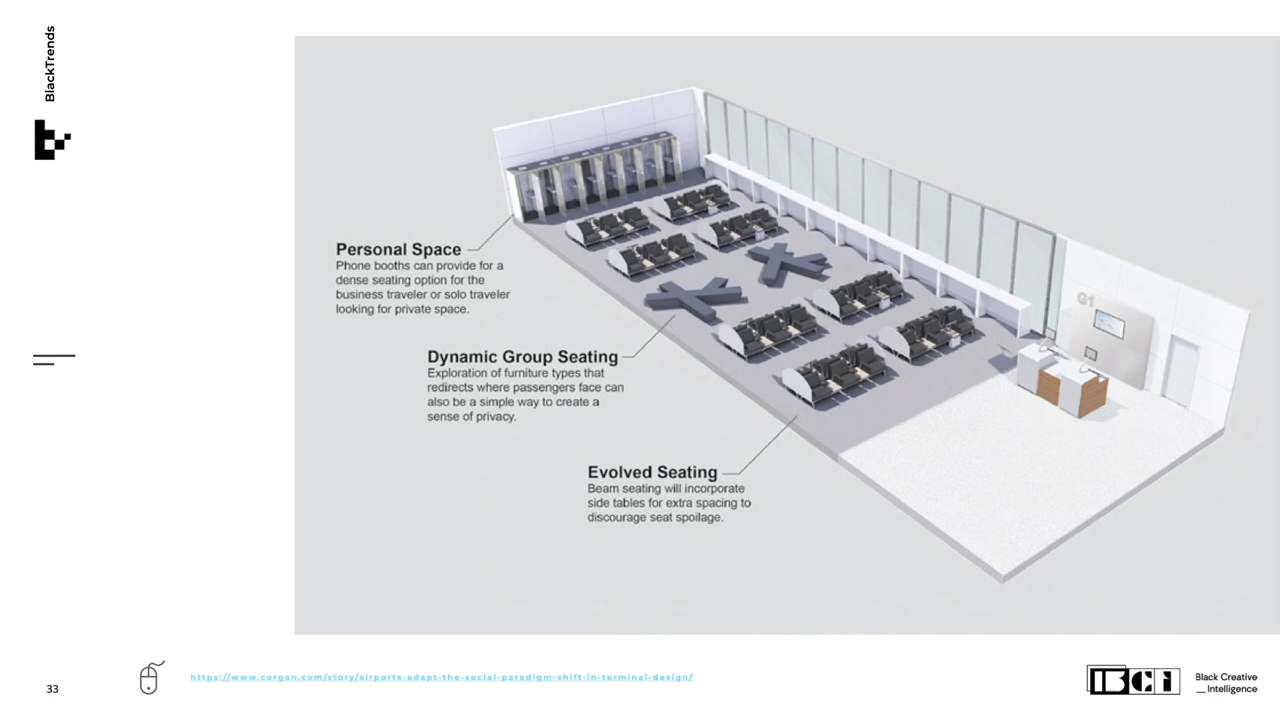 BlackTrends
Personal Space
Phone booths can provide for a
dense seating option for the
business traveler or solo traveler
looking for private space.
Dynamic Group Seating
Exploration of furniture types that
redirects where passengers face can
also be a simple way to create a
sense of privacy.
Evolved Seating
Beam seating will incorporate
side tables for extra spacing to
discourage seat spoilage.
G1
33
https://www.corgan.com/story/airports-adapt-the-social-paradigm-shift-in-terminal-design/
BCi
Black Creative
__Intelligence